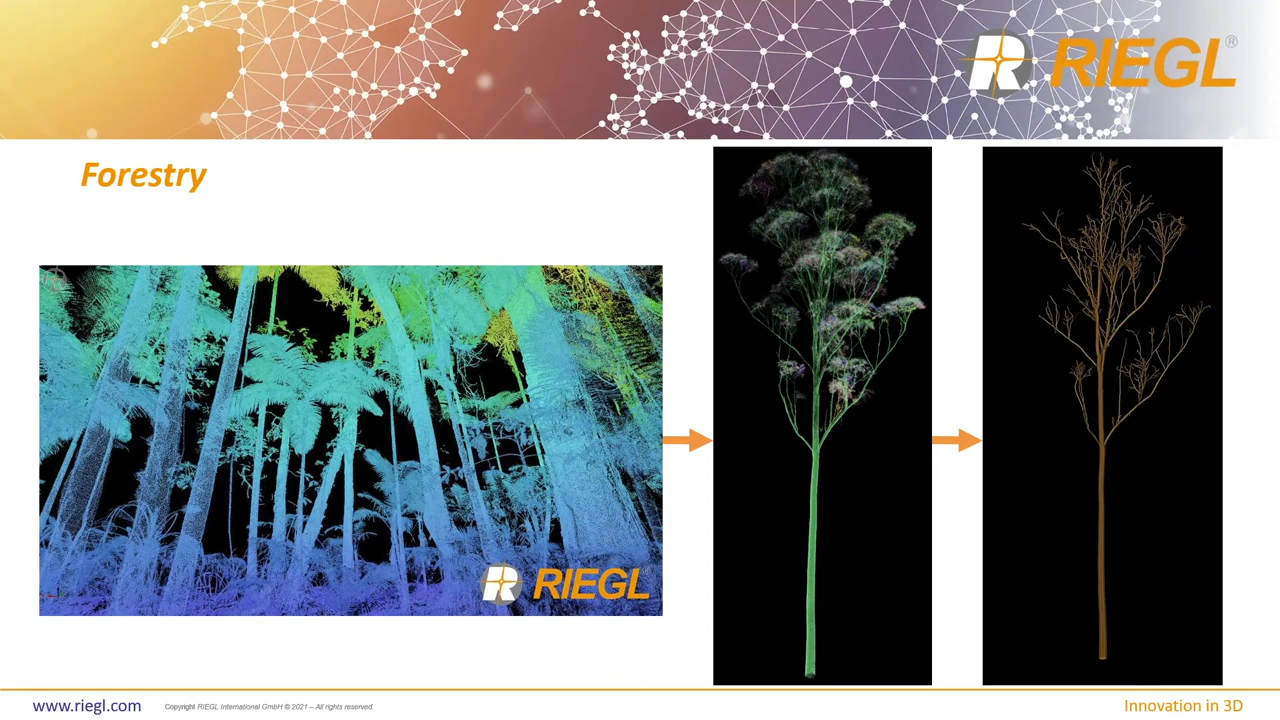 RIEGL®
Forestry
RIEGL®
www.riegl.com
Copyright RIEGL International GmbH © 2021 – All rights reserved.
Innovation in 3D